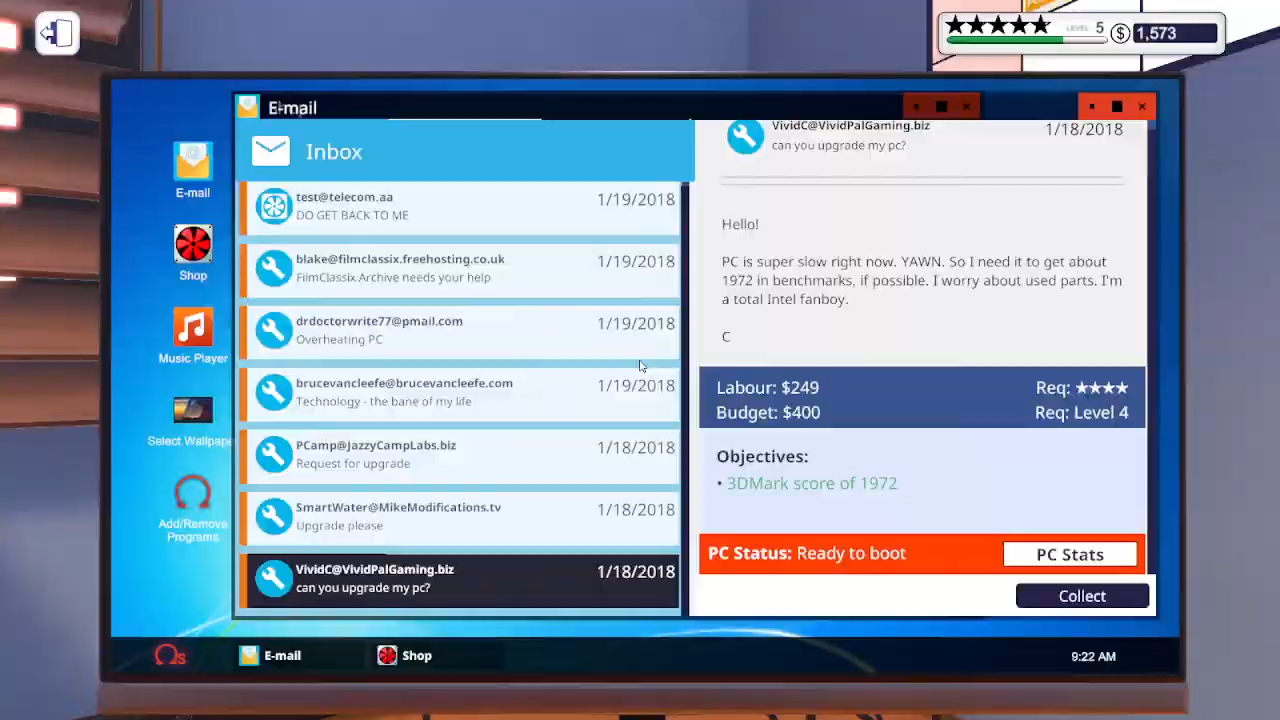 LEVEL 5
$ 1,573
E-mail
Shop
Music Player
Select Wallpape
Add/Remove
Programs
E-mail
Inbox
test@telecom.aa 1/19/2018
DO GET BACK TO ME
blake@filmclassix.freehosting.co.uk 1/19/2018
FilmClassix Archive needs your help
drdoctorwrite77@pmail.com 1/19/2018
Overheating PC
brucevancleefe@brucevancleefe.com 1/19/2018
Technology - the bane of my life
PCamp@JazzyCampLabs.biz 1/18/2018
Request for upgrade
SmartWater@MikeModifications.tv 1/18/2018
Upgrade please
VividC@VividPalGaming.biz 1/18/2018
can you upgrade my pc?
VividC@VividPalGaming.biz 1/18/2018
can you upgrade my pc?
Hello!
PC is super slow right now. YAWN. So I need it to get about
1972 in benchmarks, if possible. I worry about used parts. I'm
a total Intel fanboy.
C
Labour: $249 Req: ★★★★
Budget: $400 Req: Level 4
Objectives:
• 3DMark score of 1972
PC Status: Ready to boot PC Stats
Collect
E-mail Shop 9:22 AM